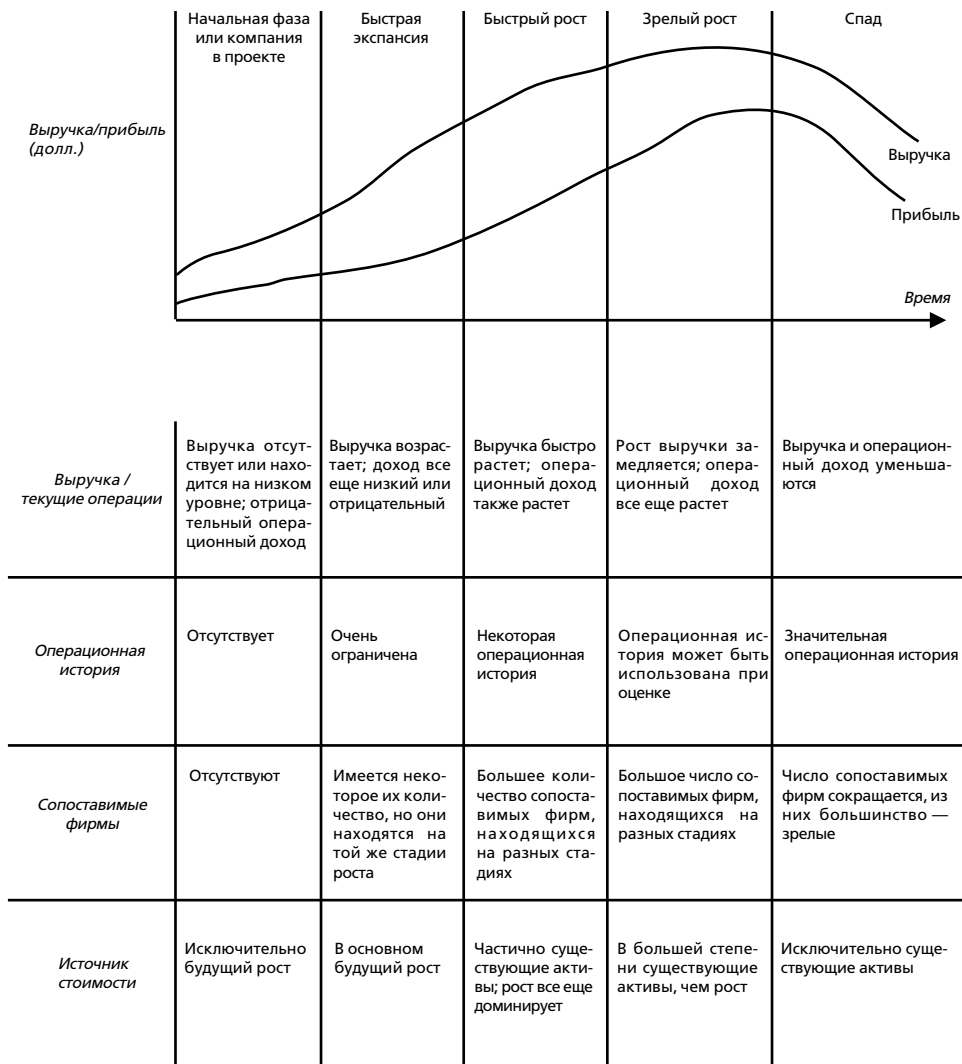 Начальная фаза
или компания
в проекте
Быстрая
экспансия
Быстрый рост
Зрелый рост
Спад
Выручка/прибыль
(долл.)
Выручка
Прибыль
Время
Выручка /
текущие операции
Выручка отсут-
ствует или нахо-
дится на низком
уровне; отрица-
тельный опера-
ционный доход
Выручка возрас-
тает; доход все
еще низкий или
отрицательный
Выручка быстро
растет; опера-
ционный доход
также растет
Рост выручки за-
медляется; опера-
ционный доход
все еще растет
Выручка и операцион-
ный доход уменьша-
ются
Операционная
история
Отсутствует
Очень
ограничена
Некоторая
операционная
история
Операционная ис-
тория может быть
использована при
оценке
Значительная
операционная история
Сопоставимые
фирмы
Отсутствуют
Имеется неко-
торое их коли-
чество, но они
находятся на
той же стадии
роста
Большее коли-
чество сопоста-
вимых фирм,
находящихся
на разных ста-
диях
Большое число со-
поставимых фирм,
находящихся на
разных стадиях
Число сопоставимых
фирм сокращается, из
них большинство —
зрелые
Источник
стоимости
Исключительно
будущий рост
В основном
будущий рост
Частично суще-
ствующие акти-
вы; рост все еще
доминирует
В большей степе-
ни существующие
активы, чем рост
Исключительно суще-
ствующие активы